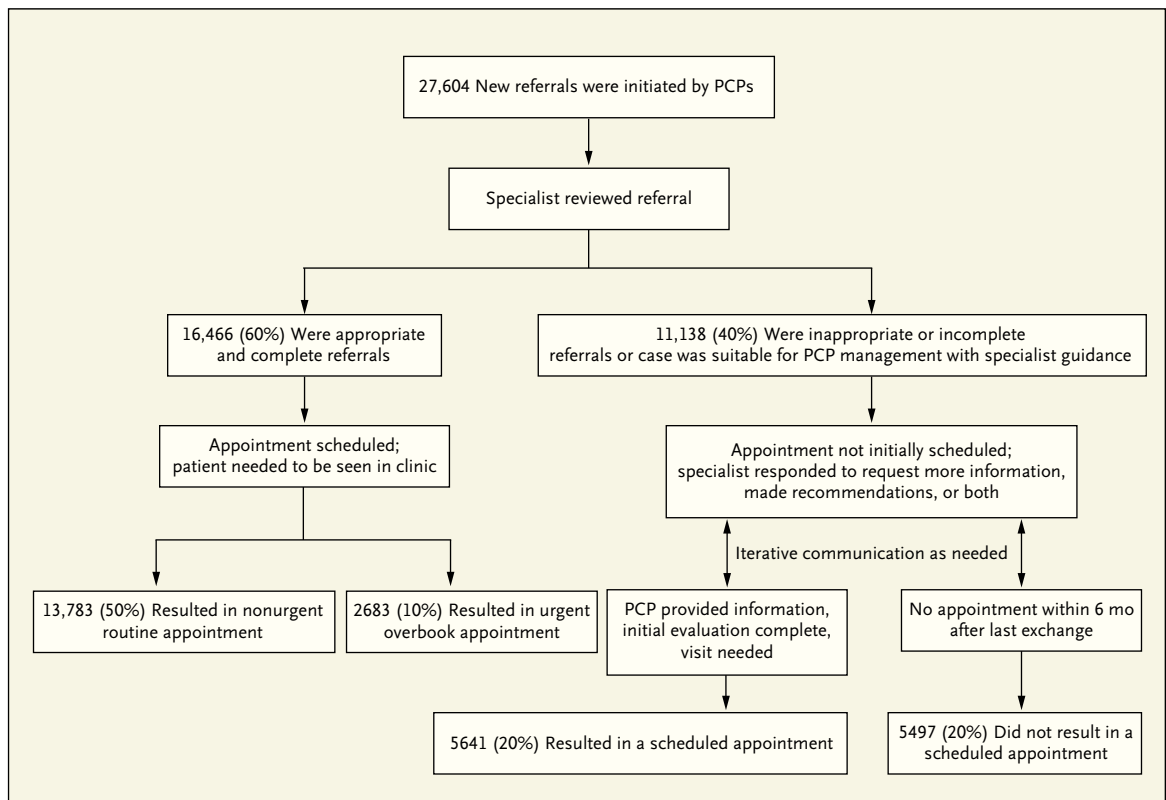 27,604 New referrals were initiated by PCPs
Specialist reviewed referral
16,466 (60%) Were appropriate
and complete referrals
11,138 (40%) Were inappropriate or incomplete
referrals or case was suitable for PCP management with specialist guidance
Appointment scheduled;
patient needed to be seen in clinic
Appointment not initially scheduled;
specialist responded to request more information,
made recommendations, or both
Iterative communication as needed
13,783 (50%) Resulted in nonurgent
routine appointment
2683 (10%) Resulted in urgent
overbook appointment
PCP provided information,
initial evaluation complete,
visit needed
No appointment within 6 mo
after last exchange
5641 (20%) Resulted in a scheduled appointment
5497 (20%) Did not result in a
scheduled appointment